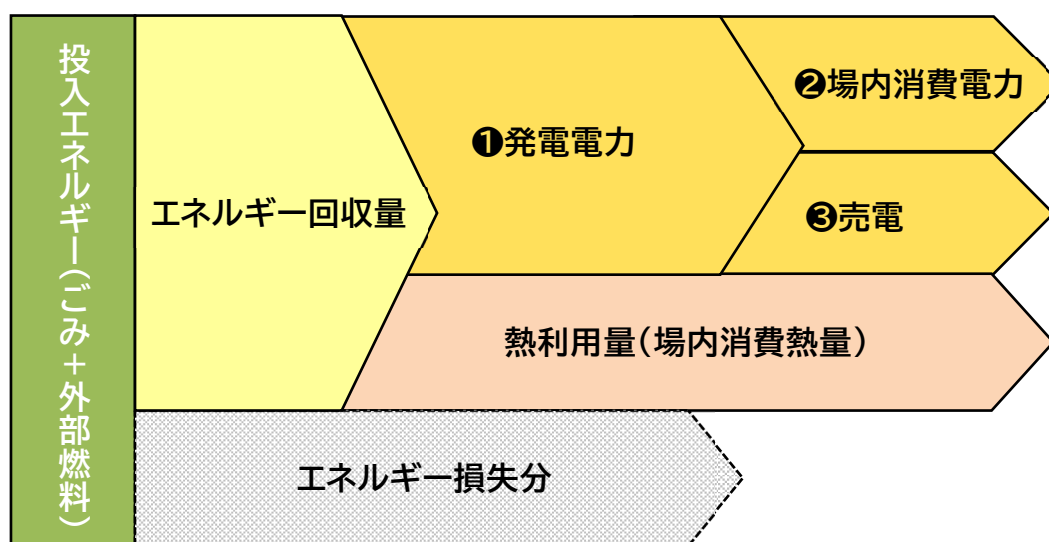 投入エネルギー(ごみ+外部燃料)
エネルギー回収量
❶発電電力
❷場内消費電力
❸売電
熱利用量(場内消費熱量)
エネルギー損失分